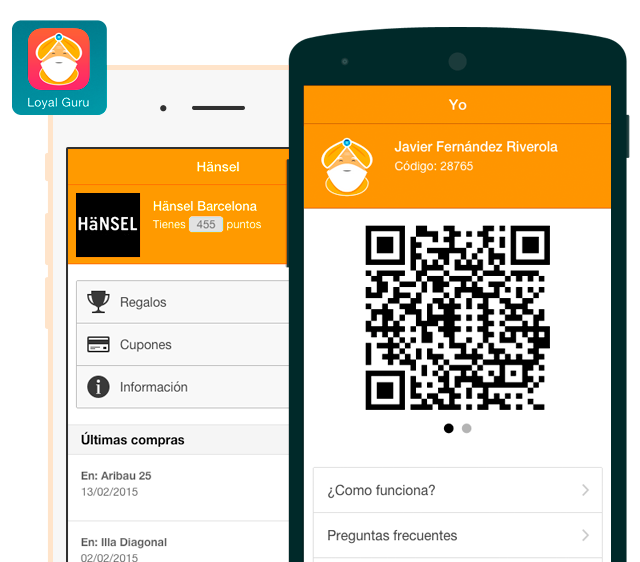 Loyal Guru
Hänsel
HäNSEL
Hänsel Barcelona
Tienes 455 puntos
Regalos
Cupones
Información
Últimas compras
En: Aribau 25
13/02/2015
En: Illa Diagonal
02/02/2015
Yo
Javier Fernández Riverola
Código: 28765
¿Como funciona?
Preguntas frecuentes